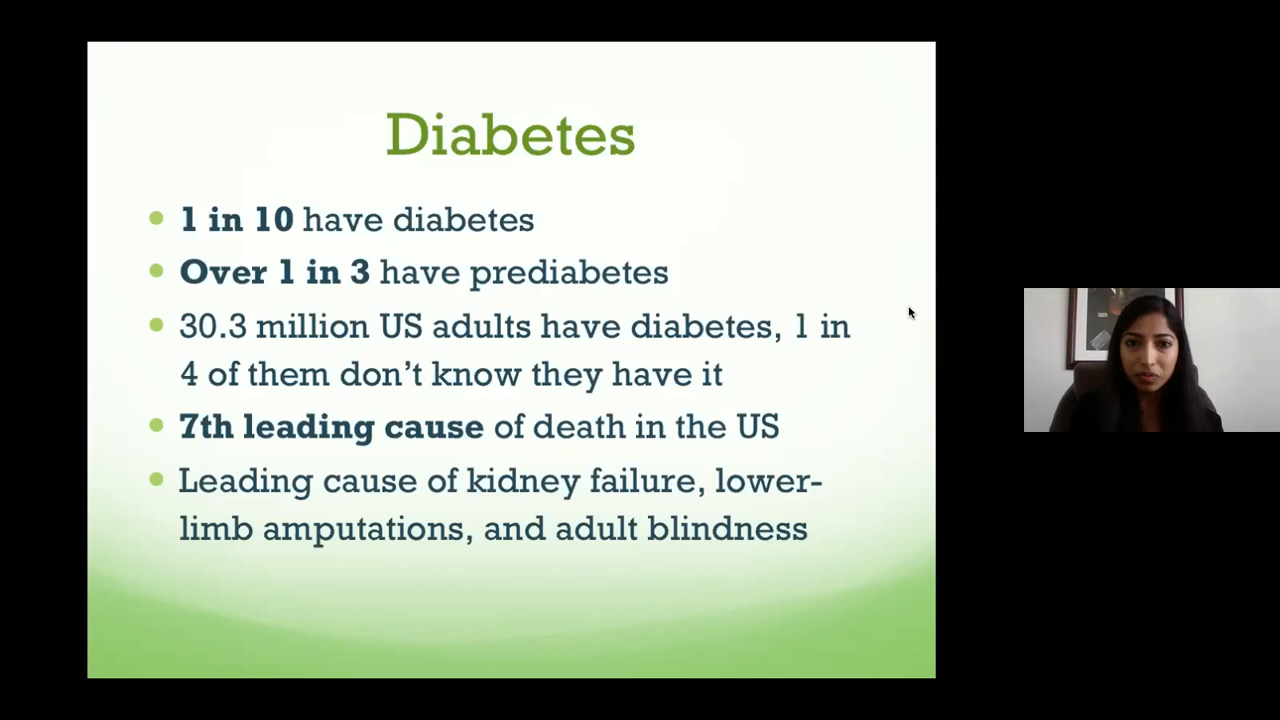 Diabetes
1 in 10 have diabetes
Over 1 in 3 have prediabetes
30.3 million US adults have diabetes, 1 in
4 of them don’t know they have it
7th leading cause of death in the US
Leading cause of kidney failure, lower-
limb amputations, and adult blindness